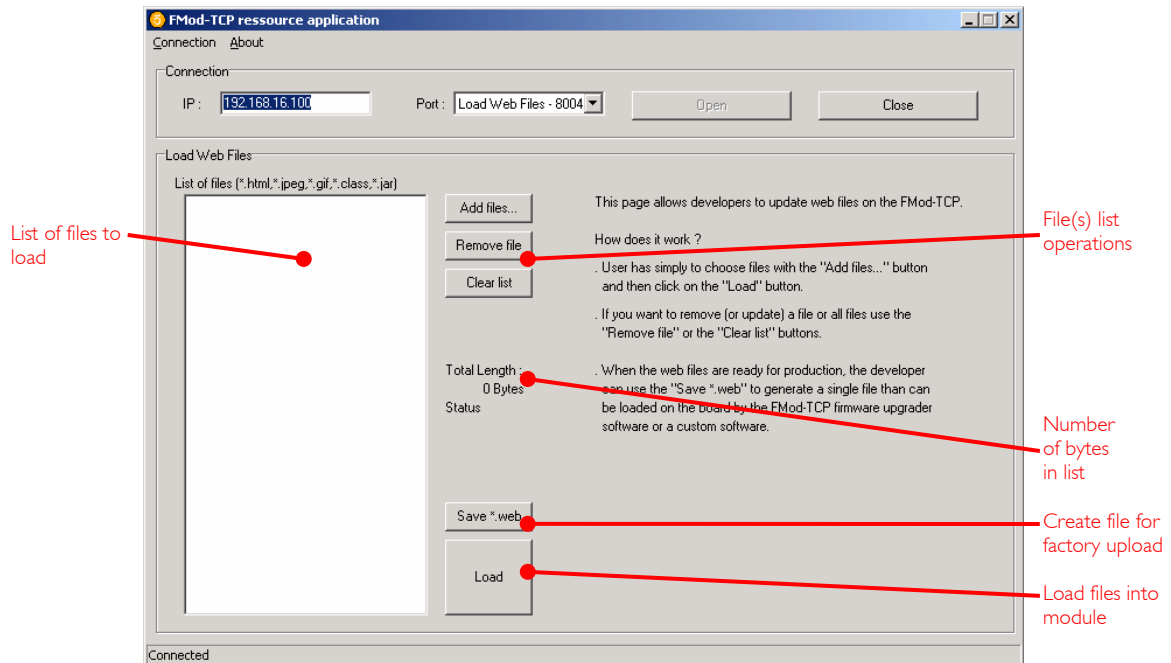 FMod-TCP ressource application
Connection About
Connection
IP : 192.168.16.100 Port : Load Web Files - 8004 Open Close
Load Web Files
List of files (*.html,*.jpeg,*.gif,*.class,*.jar)
Add files...
Remove file
Clear list
Total Length :
0 Bytes
Status
Save *.web
Load
This page allows developers to update web files on the FMod-TCP.
How does it work ?
. User has simply to choose files with the "Add files..." button
and then click on the "Load" button.
. If you want to remove (or update) a file or all files use the
"Remove file" or the "Clear list" buttons.
. When the web files are ready for production, the developer
can use the "Save *.web" to generate a single file than can
be loaded on the board by the FMod-TCP firmware upgrader
software or a custom software.
Connected
List of files to
load
File(s) list
operations
Number
of bytes
in list
Create file for
factory upload
Load files into
module